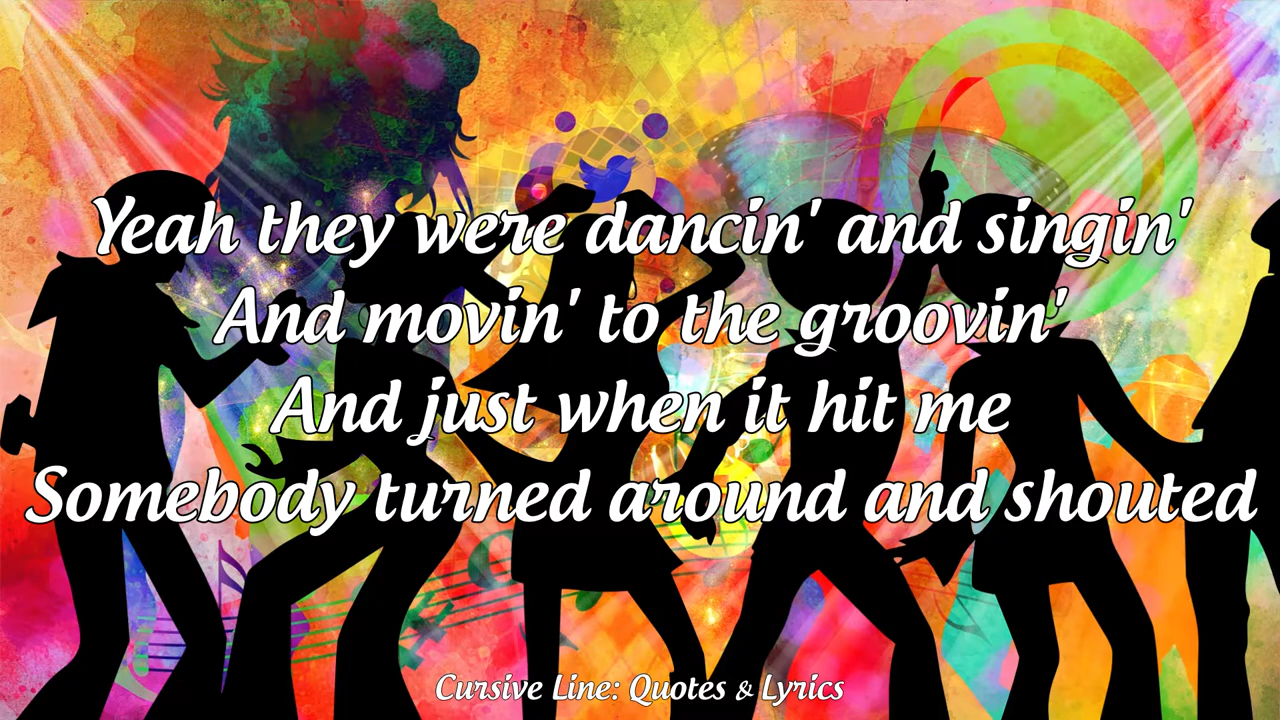 Yeah they were dancin' and singin'
And movin' to the groovin'
And just when it hit me
Somebody turned around and shouted
Cursive Line: Quotes & Lyrics